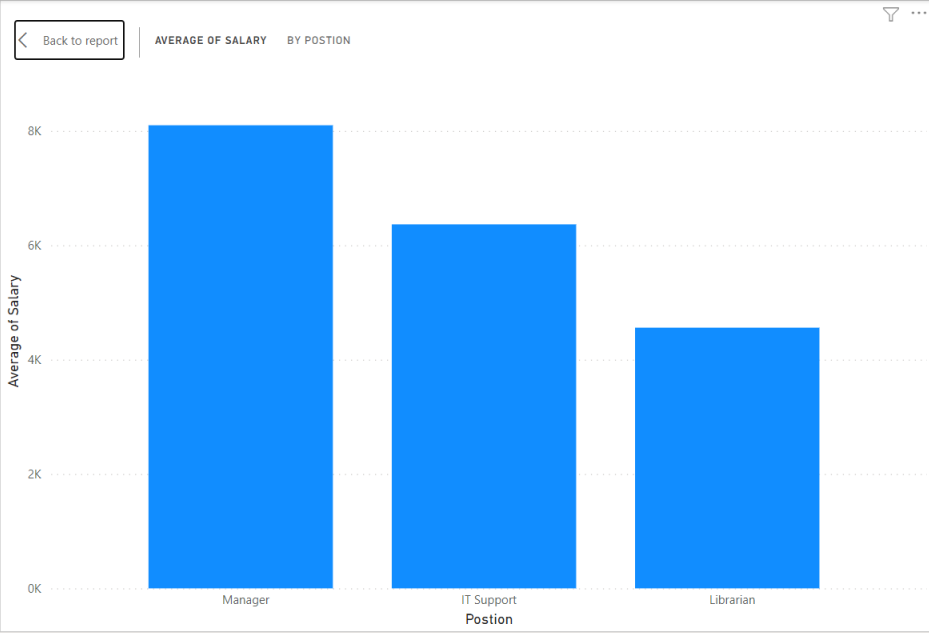 Back to report
AVERAGE OF SALARY BY POSTION
8K
6K
4K
2K
0K
Average of Salary
Manager IT Support Librarian
Postion